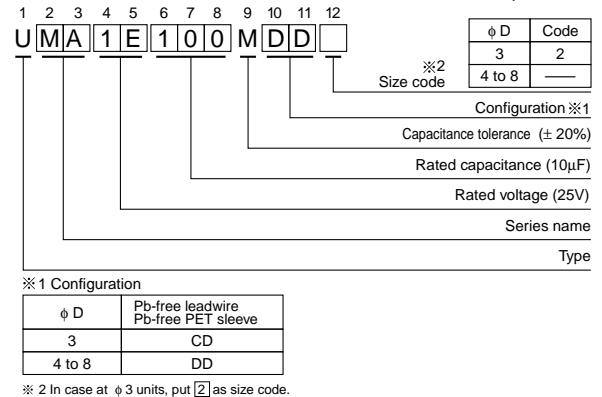 1 2 3 4 5 6 7 8 9 10 11 12
U M A 1 E 1 0 0 M D D
φ D Code
3 2
4 to 8 —
※2
Size code
Configuration ※1
Capacitance tolerance (± 20%)
Rated capacitance (10µF)
Rated voltage (25V)
Series name
Type
※1 Configuration
φ D Pb-free leadwire
Pb-free PET sleeve
3 CD
4 to 8 DD
※ 2 In case at φ 3 units, put 2 as size code.